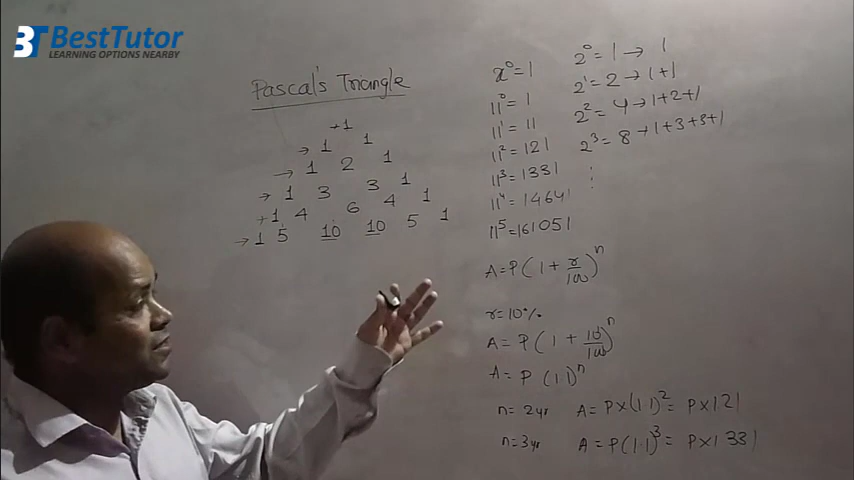 BT BestTutor
LEARNING OPTIONS NEARBY
Pascal's Triangle
→1
→ 1 1
→ 1 2 1
→ 1 3 3 1
→ 1 4 6 4 1
→ 1 5 10 10 5 1
x⁰ = 1
11⁰ = 1
11¹ = 11
11² = 121
11³ = 1331
11⁴ = 14641
11⁵ = 161051
2⁰ = 1 → 1
2¹ = 2 → 1+1
2² = 4 → 1+2+1
2³ = 8 → 1+3+3+1
⋮
A = P(1 + r/100)ⁿ
r = 10%
A = P(1 + 10/100)ⁿ
A = P (1.1)ⁿ
n = 2yr A = P×(1.1)² = P×1.21
n = 3yr A = P(1.1)³ = P×1.331